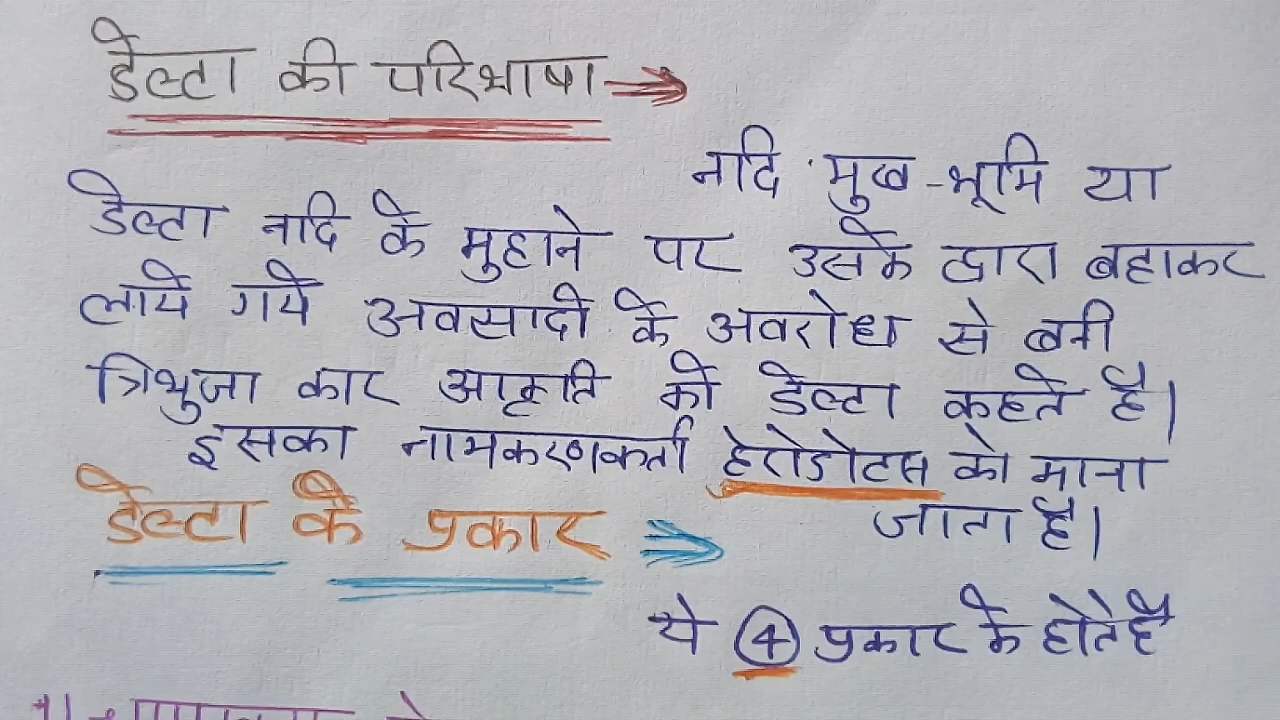 डेल्टा की परिभाषा →
नदि मुख-भूमि या
डेल्टा नदि के मुहाने पर उसके द्वारा बहाकर
लाये गये अवसादी के अवरोध से बनी
त्रिभुजा कार आकृति को डेल्टा कहते है।
इसका नामकरणकर्ता हेरोडोटस को माना
जाता है।
डेल्टा के प्रकार ⇒
ये 4 प्रकार के होते है